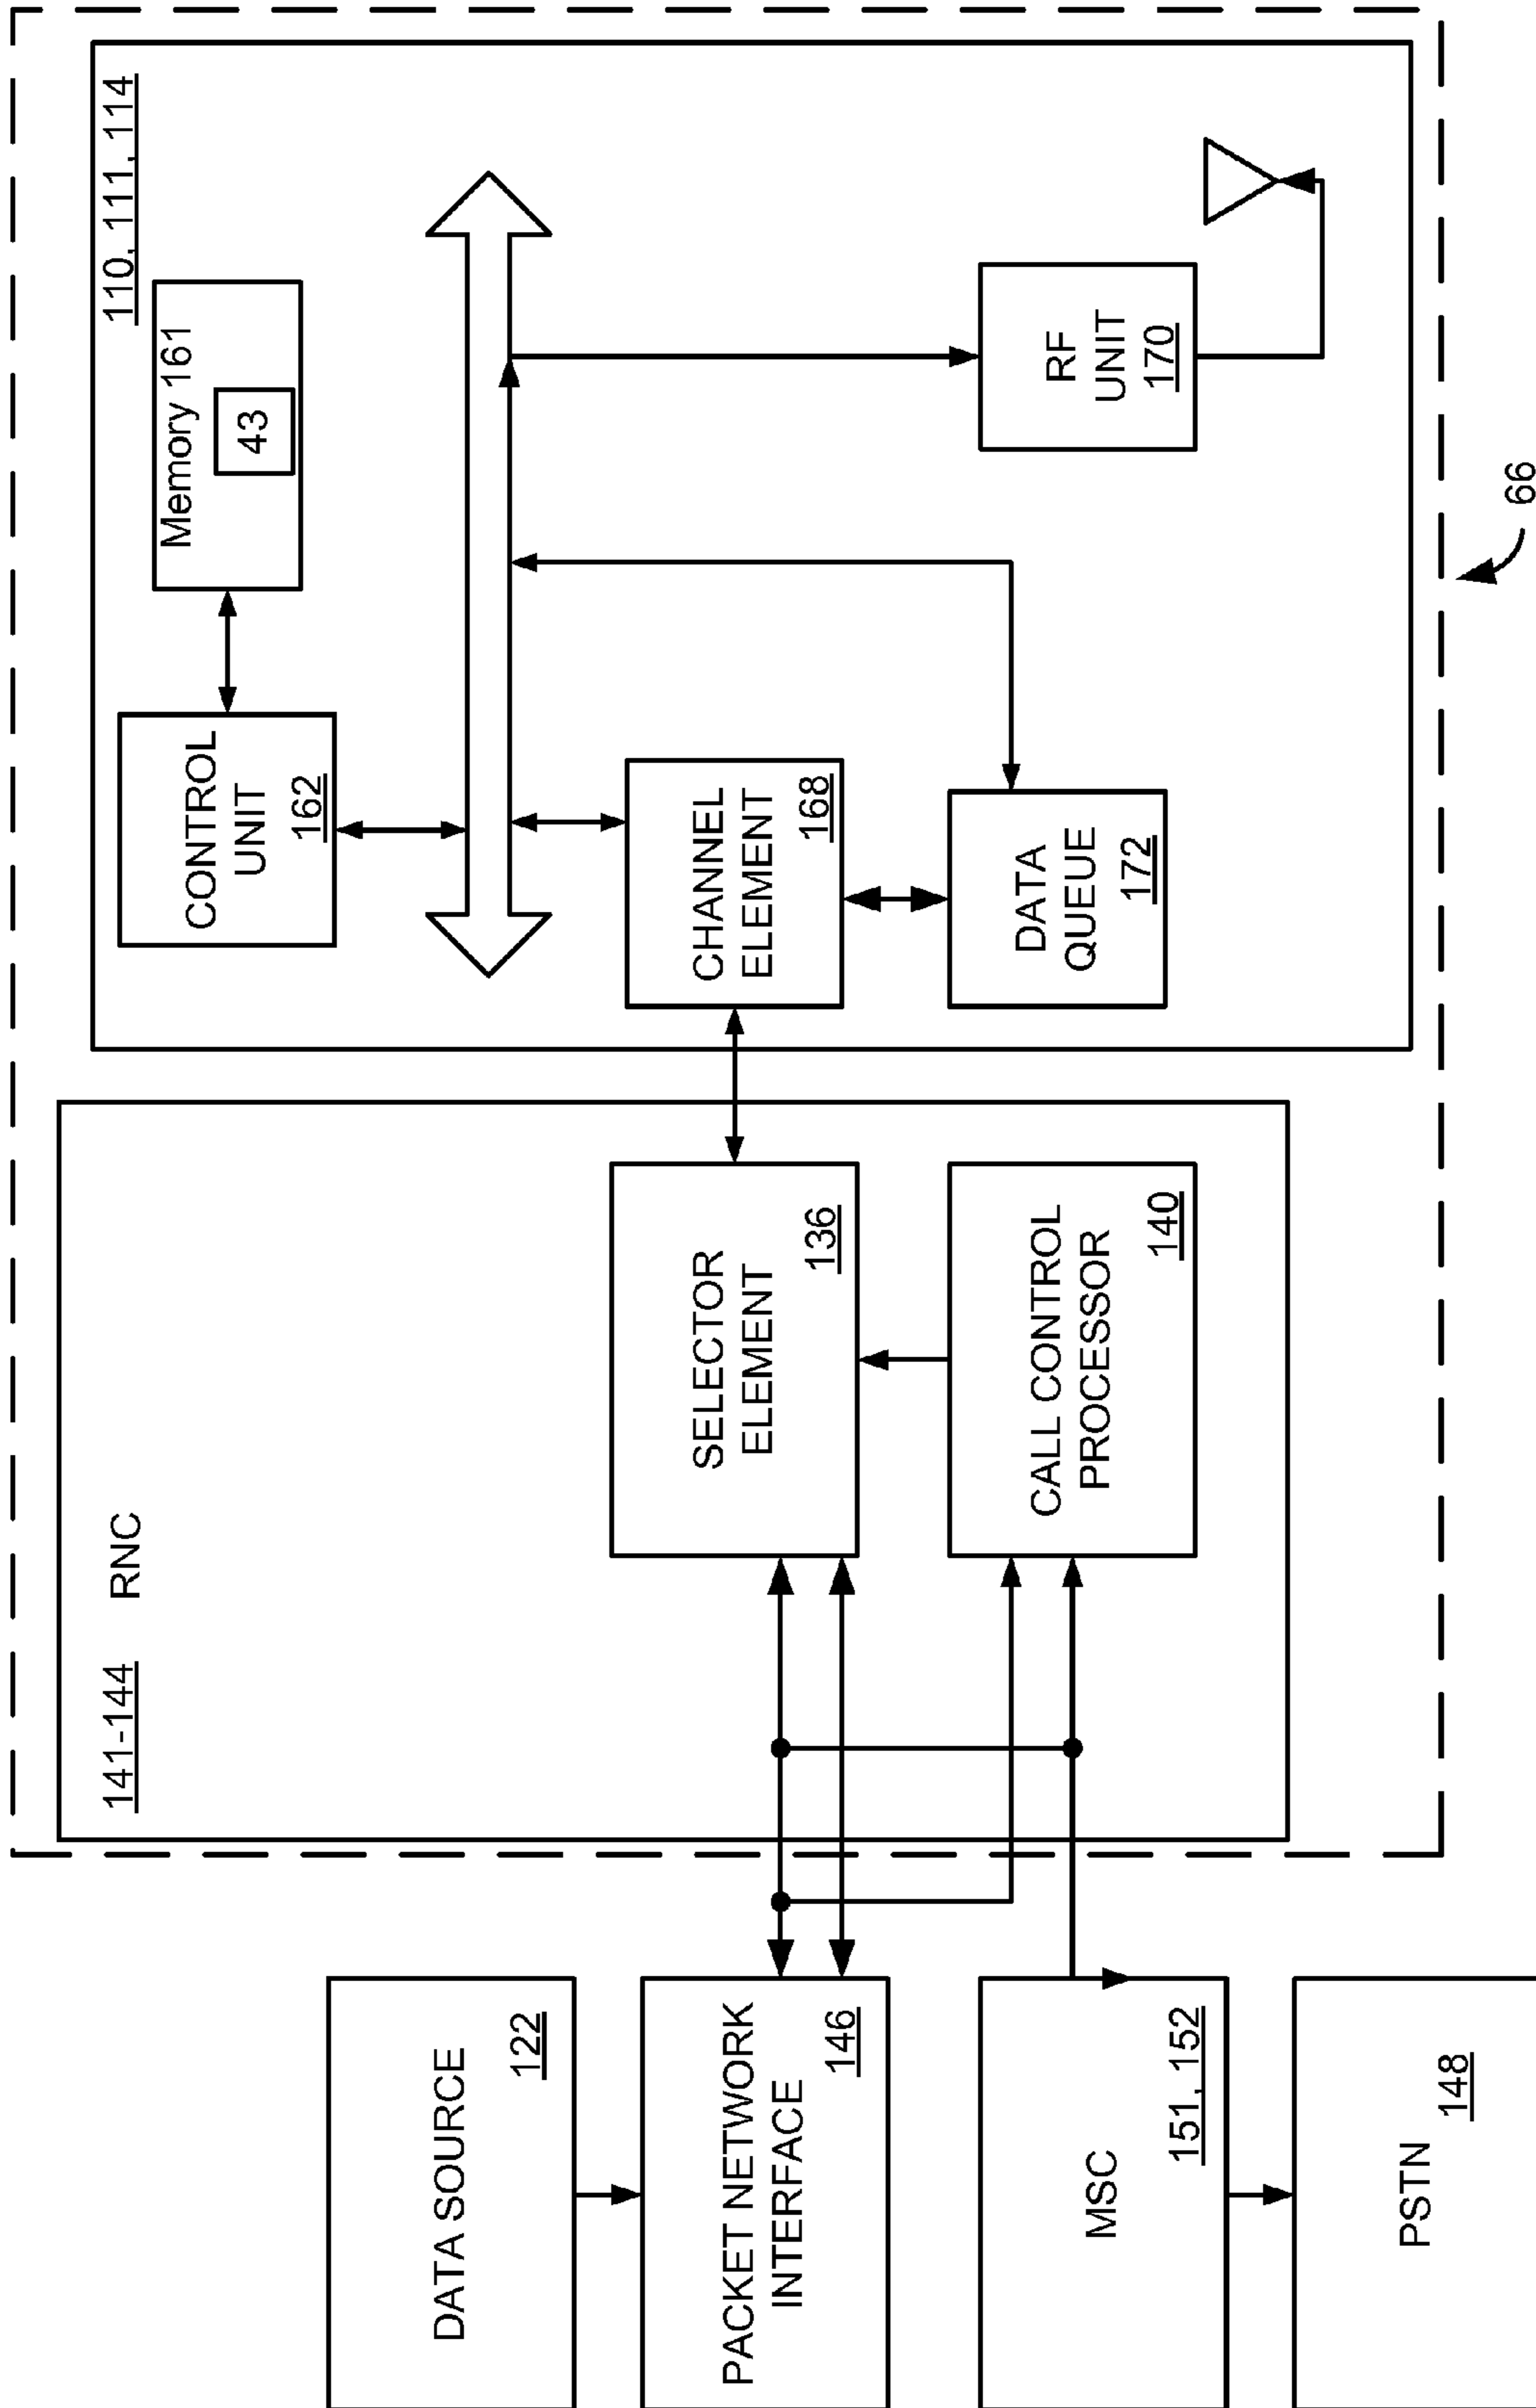 DATA SOURCE
122
PACKET NETWORK
INTERFACE
146
MSC
151, 152
PSTN
148
141-144
RNC
SELECTOR
ELEMENT
136
CALL CONTROL
PROCESSOR
140
110, 111, 114
CONTROL
UNIT
162
Memory 161
43
CHANNEL
ELEMENT
168
DATA
QUEUE
172
RF
UNIT
170
66